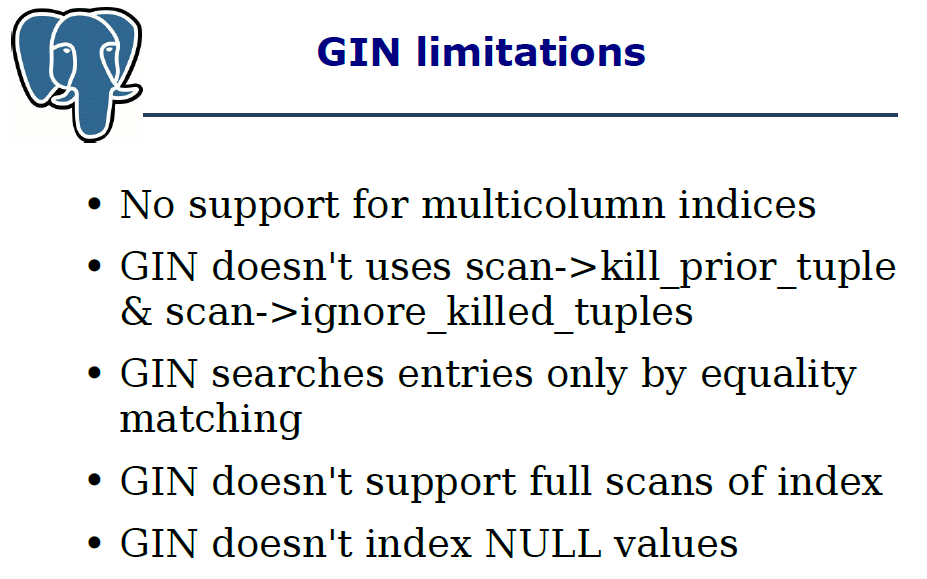 GIN limitations
• No support for multicolumn indices
• GIN doesn't uses scan->kill_prior_tuple
& scan->ignore_killed_tuples
• GIN searches entries only by equality
matching
• GIN doesn't support full scans of index
• GIN doesn't index NULL values